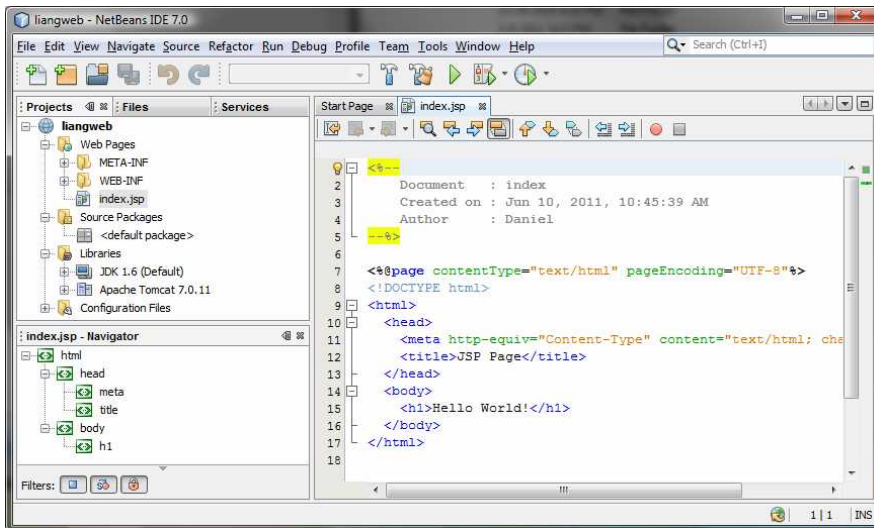 liangweb - NetBeans IDE 7.0
File Edit View Navigate Source Refactor Run Debug Profile Team Tools Window Help
Search (Ctrl+I)
Projects
Files
Services
liangweb
Web Pages
META-INF
WEB-INF
index.jsp
Source Packages
<default package>
Libraries
JDK 1.6 (Default)
Apache Tomcat 7.0.11
Configuration Files
index.jsp - Navigator
html
head
meta
title
body
h1
Filters:
Start Page
index.jsp
<%--
2 Document : index
3 Created on : Jun 10, 2011, 10:45:39 AM
4 Author : Daniel
5 --%>
6
7 <%@page contentType="text/html" pageEncoding="UTF-8"%>
8 <!DOCTYPE html>
9 <html>
10 <head>
11 <meta http-equiv="Content-Type" content="text/html; cha
12 <title>JSP Page</title>
13 </head>
14 <body>
15 <h1>Hello World!</h1>
16 </body>
17 </html>
18
1|1 INS